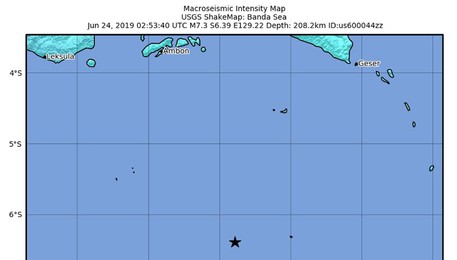 Macroseismic Intensity Map
USGS ShakeMap: Banda Sea
Jun 24, 2019 02:53:40 UTC M7.3 S6.39 E129.22 Depth: 208.2km ID:us600044zz
Leksula
Ambon
Geser
4°S
5°S
6°S